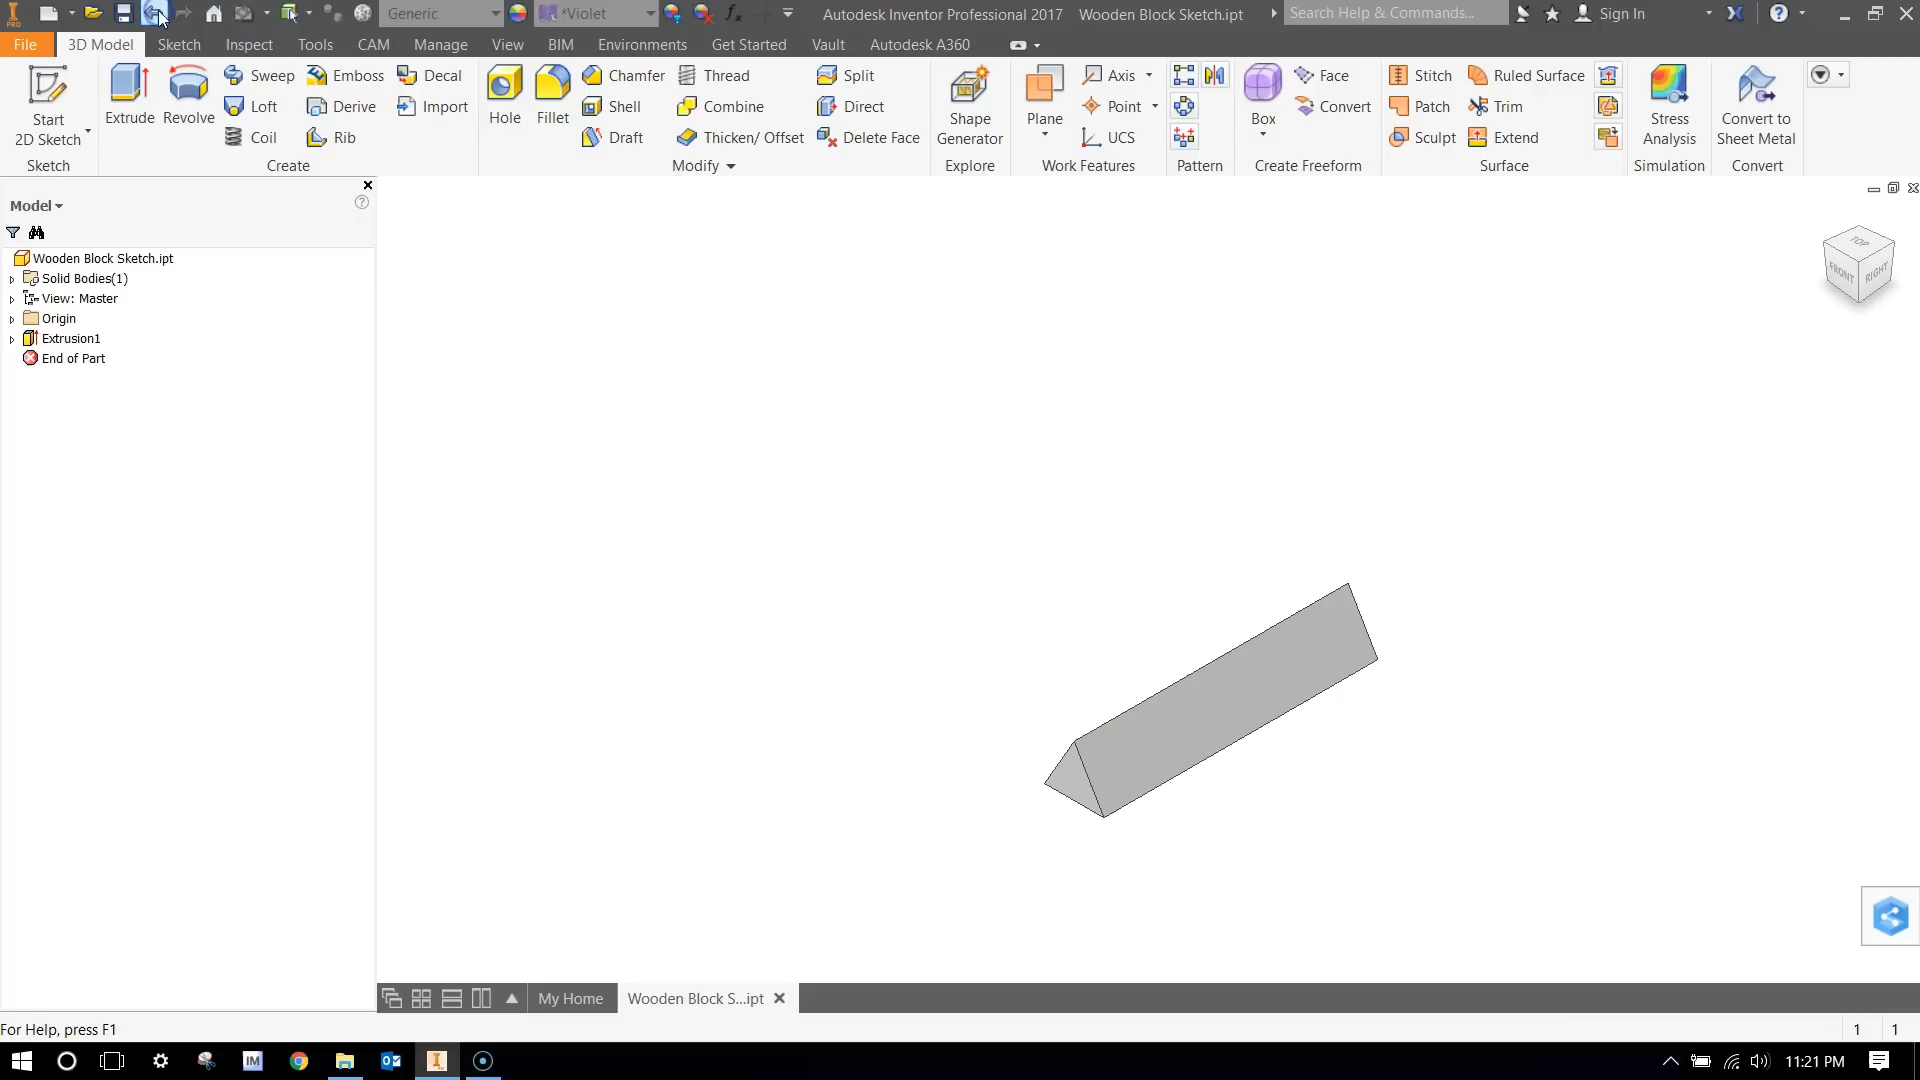 PRO Generic *Violet Autodesk Inventor Professional 2017 Wooden Block Sketch.ipt Search Help & Commands... Sign In
File 3D Model Sketch Inspect Tools CAM Manage View BIM Environments Get Started Vault Autodesk A360
Start
2D Sketch
Sketch
Extrude Revolve
Sweep Emboss Decal
Loft Derive Import
Coil Rib
Create
Hole Fillet
Chamfer Thread Split
Shell Combine Direct
Draft Thicken/ Offset Delete Face
Modify
Shape
Generator
Explore
Plane
Axis
Point
UCS
Work Features
Pattern
Box
Face
Convert
Create Freeform
Stitch Ruled Surface
Patch Trim
Sculpt Extend
Surface
Stress
Analysis
Simulation
Convert to
Sheet Metal
Convert
Model
Wooden Block Sketch.ipt
Solid Bodies(1)
View: Master
Origin
Extrusion1
End of Part
TOP
FRONT RIGHT
My Home Wooden Block S...ipt
For Help, press F1 1 1
IM 11:21 PM